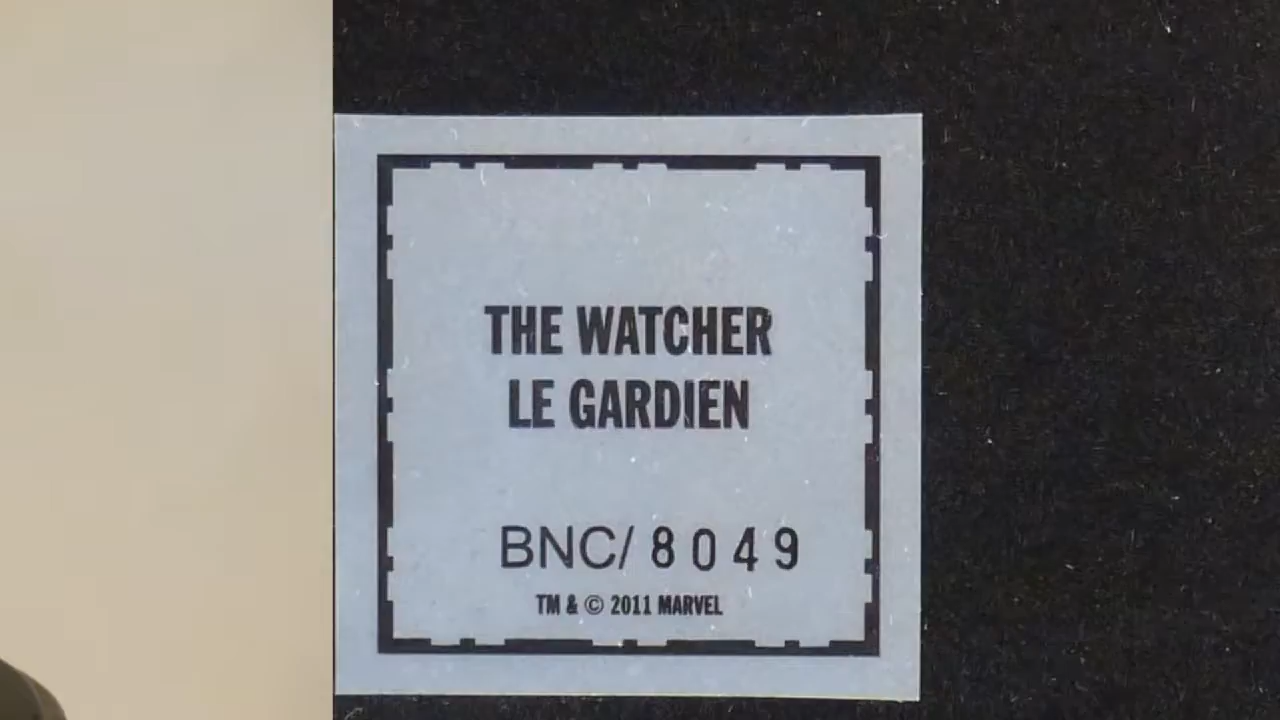 THE WATCHER
LE GARDIEN
BNC/ 8049
TM & © 2011 MARVEL